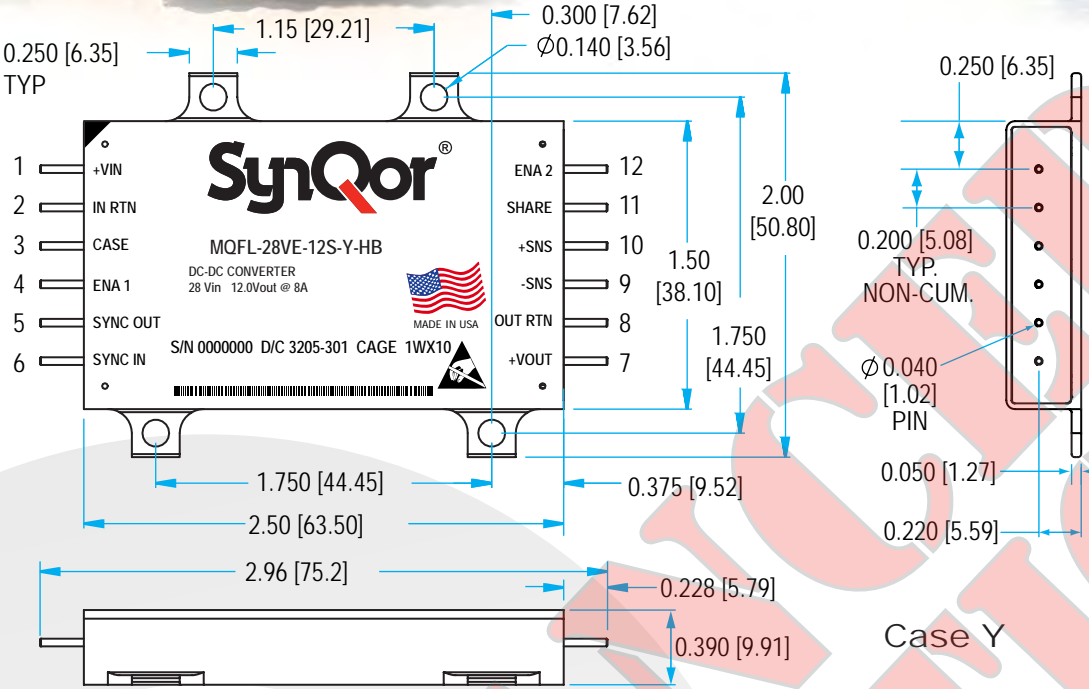 1.15 [29.21]
0.300 [7.62]
Ø0.140 [3.56]
0.250 [6.35]
TYP
0.250 [6.35]
SynQor®
1
+VIN
2
IN RTN
3
CASE
4
ENA 1
5
SYNC OUT
6
SYNC IN
ENA 2
12
SHARE
11
+SNS
10
-SNS
9
OUT RTN
8
+VOUT
7
MQFL-28VE-12S-Y-HB
DC-DC CONVERTER
28 Vin 12.0Vout @ 8A
MADE IN USA
S/N 0000000 D/C 3205-301 CAGE 1WX10
2.00
[50.80]
1.50
[38.10]
1.750
[44.45]
0.200 [5.08]
TYP.
NON-CUM.
Ø0.040
[1.02]
PIN
0.050 [1.27]
0.220 [5.59]
1.750 [44.45]
0.375 [9.52]
2.50 [63.50]
2.96 [75.2]
0.228 [5.79]
0.390 [9.91]
Case Y